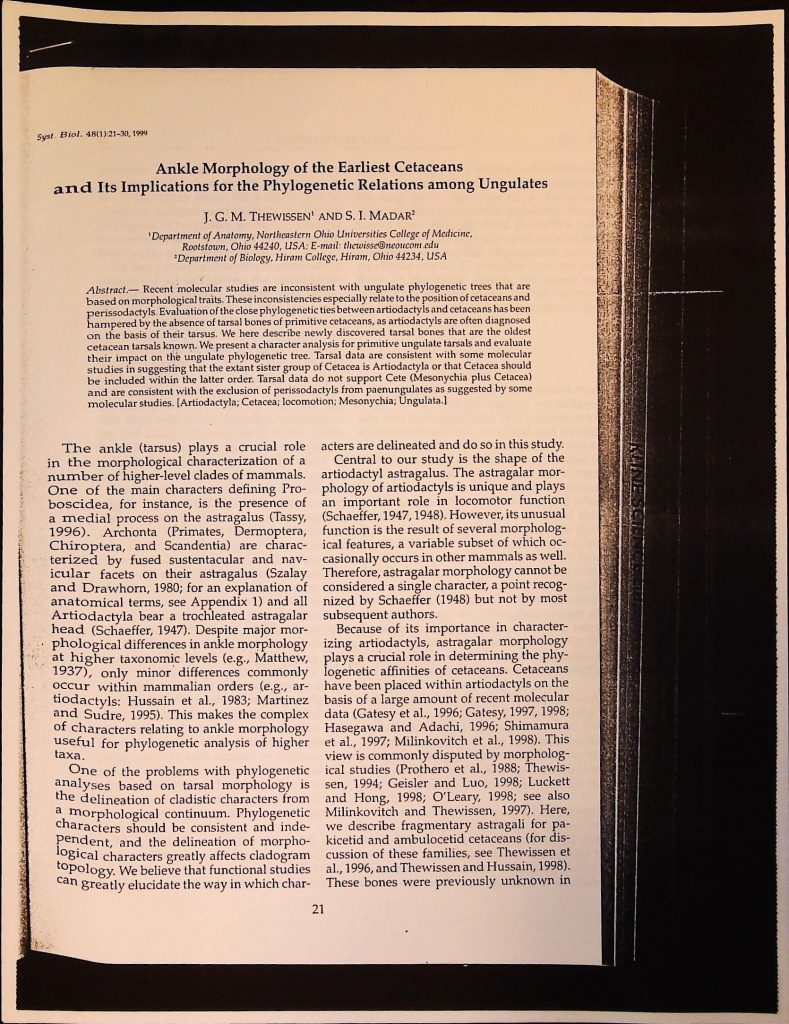 Syst. Biol. 48(1):21–30, 1999
Ankle Morphology of the Earliest Cetaceans
and Its Implications for the Phylogenetic Relations among Ungulates
J. G. M. THEWISSEN¹ AND S. I. MADAR²
¹Department of Anatomy, Northeastern Ohio Universities College of Medicine,
Rootstown, Ohio 44240, USA; E-mail: thewisse@neoucom.edu
²Department of Biology, Hiram College, Hiram, Ohio 44234, USA
Abstract.— Recent molecular studies are inconsistent with ungulate phylogenetic trees that are
based on morphological traits. These inconsistencies especially relate to the position of cetaceans and
perissodactyls. Evaluation of the close phylogenetic ties between artiodactyls and cetaceans has been
hampered by the absence of tarsal bones of primitive cetaceans, as artiodactyls are often diagnosed
on the basis of their tarsus. We here describe newly discovered tarsal bones that are the oldest
cetacean tarsals known. We present a character analysis for primitive ungulate tarsals and evaluate
their impact on the ungulate phylogenetic tree. Tarsal data are consistent with some molecular
studies in suggesting that the extant sister group of Cetacea is Artiodactyla or that Cetacea should
be included within the latter order. Tarsal data do not support Cete (Mesonychia plus Cetacea)
and are consistent with the exclusion of perissodactyls from paenungulates as suggested by some
molecular studies. [Artiodactyla; Cetacea; locomotion; Mesonychia; Ungulata.]
The ankle (tarsus) plays a crucial role
in the morphological characterization of a
number of higher-level clades of mammals.
One of the main characters defining Pro-
boscidea, for instance, is the presence of
a medial process on the astragalus (Tassy,
1996). Archonta (Primates, Dermoptera,
Chiroptera, and Scandentia) are charac-
terized by fused sustentacular and nav-
icular facets on their astragalus (Szalay
and Drawhorn, 1980; for an explanation of
anatomical terms, see Appendix 1) and all
Artiodactyla bear a trochleated astragalar
head (Schaeffer, 1947). Despite major mor-
phological differences in ankle morphology
at higher taxonomic levels (e.g., Matthew,
1937), only minor differences commonly
occur within mammalian orders (e.g., ar-
tiodactyls: Hussain et al., 1983; Martinez
and Sudre, 1995). This makes the complex
of characters relating to ankle morphology
useful for phylogenetic analysis of higher
taxa.
One of the problems with phylogenetic
analyses based on tarsal morphology is
the delineation of cladistic characters from
a morphological continuum. Phylogenetic
characters should be consistent and inde-
pendent, and the delineation of morpho-
logical characters greatly affects cladogram
topology. We believe that functional studies
can greatly elucidate the way in which char-
acters are delineated and do so in this study.
Central to our study is the shape of the
artiodactyl astragalus. The astragalar mor-
phology of artiodactyls is unique and plays
an important role in locomotor function
(Schaeffer, 1947, 1948). However, its unusual
function is the result of several morpholog-
ical features, a variable subset of which oc-
casionally occurs in other mammals as well.
Therefore, astragalar morphology cannot be
considered a single character, a point recog-
nized by Schaeffer (1948) but not by most
subsequent authors.
Because of its importance in character-
izing artiodactyls, astragalar morphology
plays a crucial role in determining the phy-
logenetic affinities of cetaceans. Cetaceans
have been placed within artiodactyls on the
basis of a large amount of recent molecular
data (Gatesy et al., 1996; Gatesy, 1997, 1998;
Hasegawa and Adachi, 1996; Shimamura
et al., 1997; Milinkovitch et al., 1998). This
view is commonly disputed by morpholog-
ical studies (Prothero et al., 1988; Thewis-
sen, 1994; Geisler and Luo, 1998; Luckett
and Hong, 1998; O'Leary, 1998; see also
Milinkovitch and Thewissen, 1997). Here,
we describe fragmentary astragali for pa-
kicetid and ambulocetid cetaceans (for dis-
cussion of these families, see Thewissen et
al., 1996, and Thewissen and Hussain, 1998).
These bones were previously unknown in
21